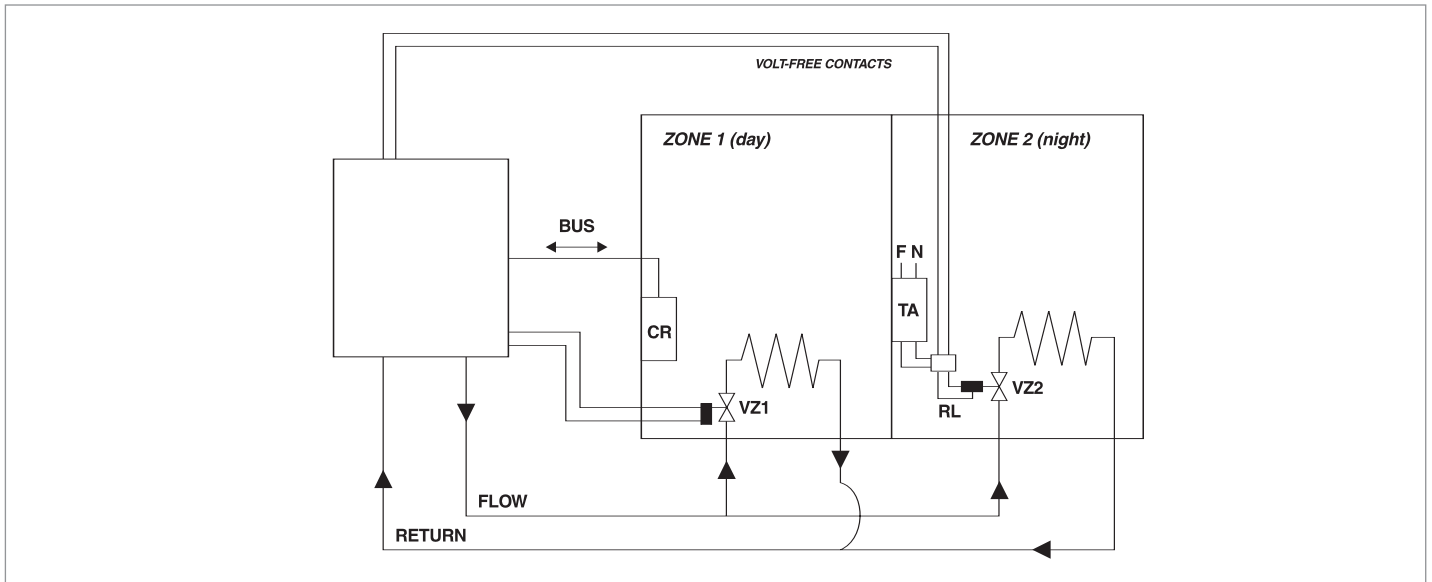 VOLT-FREE CONTACTS
ZONE 1 (day)
ZONE 2 (night)
BUS
F N
CR
TA
VZ1
VZ2
RL
FLOW
RETURN